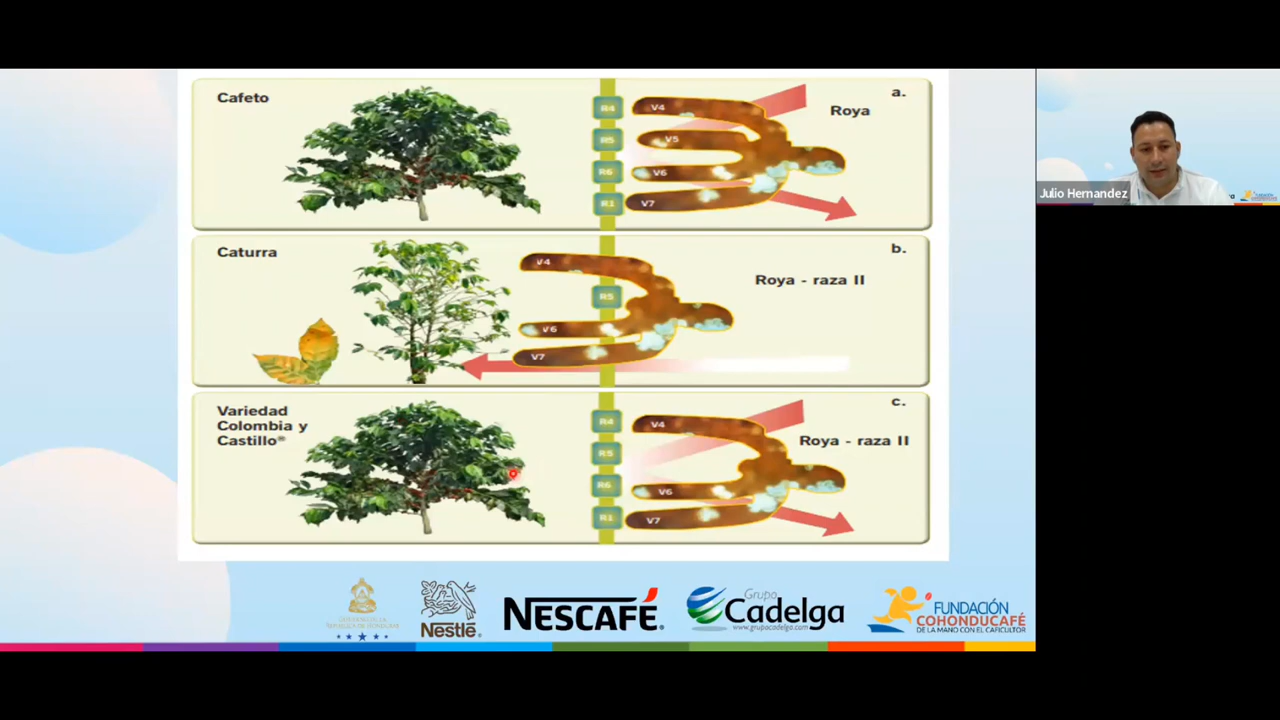 Cafeto
R4
R5
R6
R1
V4
V5
V6
V7
a.
Roya
Caturra
R5
V4
V6
V7
b.
Roya - raza II
Variedad
Colombia y
Castillo®
R4
R5
R6
R1
V4
V6
V7
c.
Roya - raza II
Julio Hernandez
Nestlé®
NESCAFÉ®
Grupo
Cadelga
www.grupocadelga.com
FUNDACIÓN
COHONDUCAFÉ
DE LA MANO CON EL CAFICULTOR